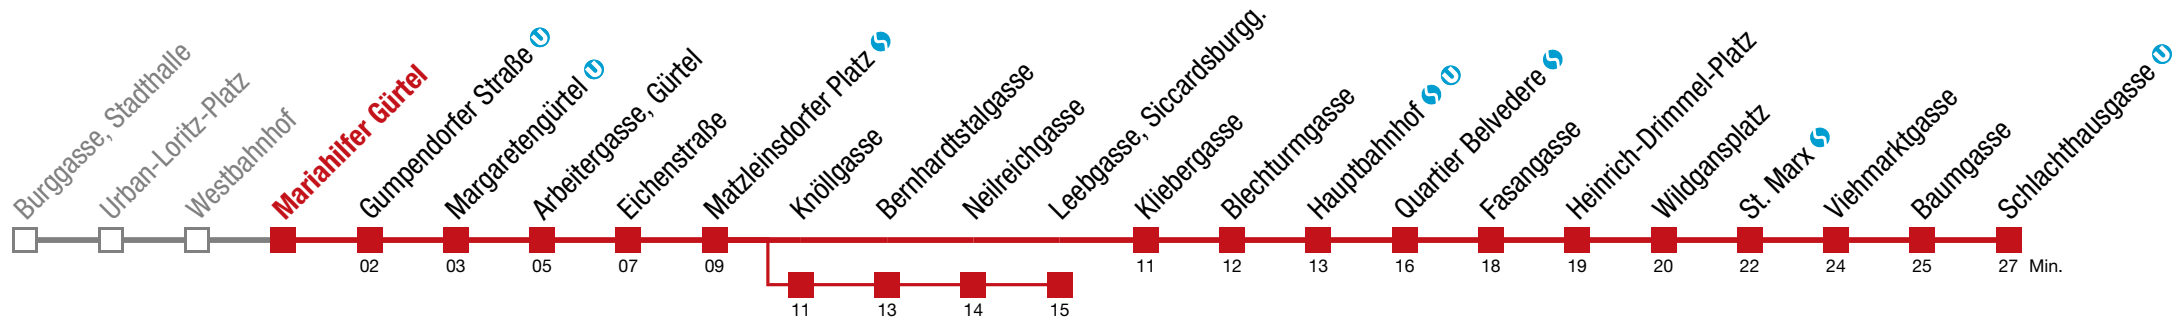 Burggasse, Stadthalle
Urban-Loritz-Platz
Westbahnhof
Mariahilfer Gürtel
Gumpendorfer Straße U
Margaretengürtel U
Arbeitergasse, Gürtel
Eichenstraße
Matzleinsdorfer Platz S
Knöllgasse
Bernhardtstalgasse
Neilreichgasse
Leebgasse, Siccardsburgg.
Kliebergasse
Blechturmgasse
Hauptbahnhof S U
Quartier Belvedere S
Fasangasse
Heinrich-Drimmel-Platz
Wildgansplatz
St. Marx S
Viehmarktgasse
Baumgasse
Schlachthausgasse U
02 03 05 07 09 11 12 13 16 18 19 20 22 24 25 27 Min.
11 13 14 15